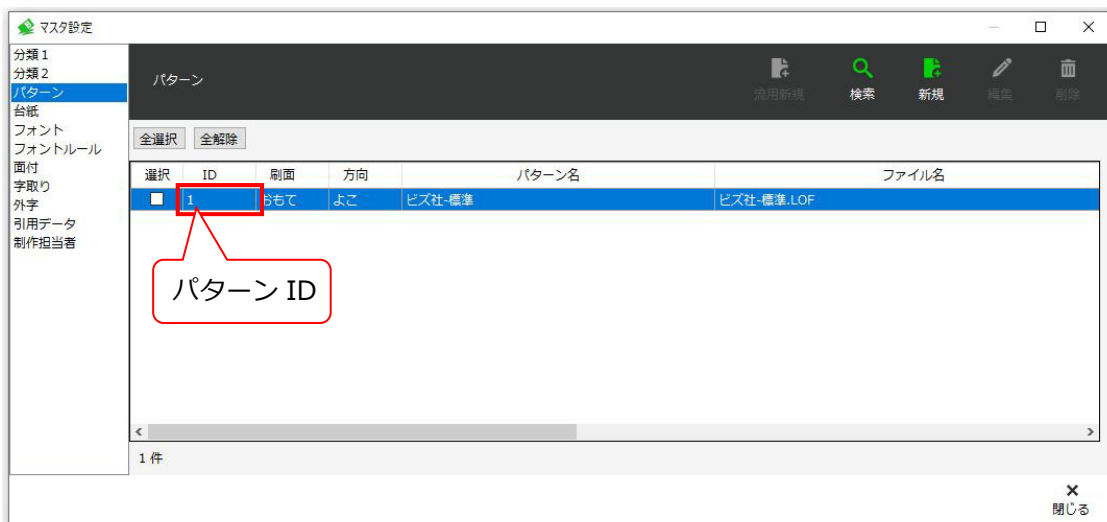 マスタ設定
分類1
分類2
パターン
台紙
フォント
フォントルール
面付
字取り
外字
引用データ
制作担当者
パターン
流用新規
検索
新規
編集
削除
全選択 全解除
選択 ID 刷面 方向 パターン名 ファイル名
1 おもて よこ ビズ社-標準 ビズ社-標準.LOF
パターン ID
1 件
閉じる